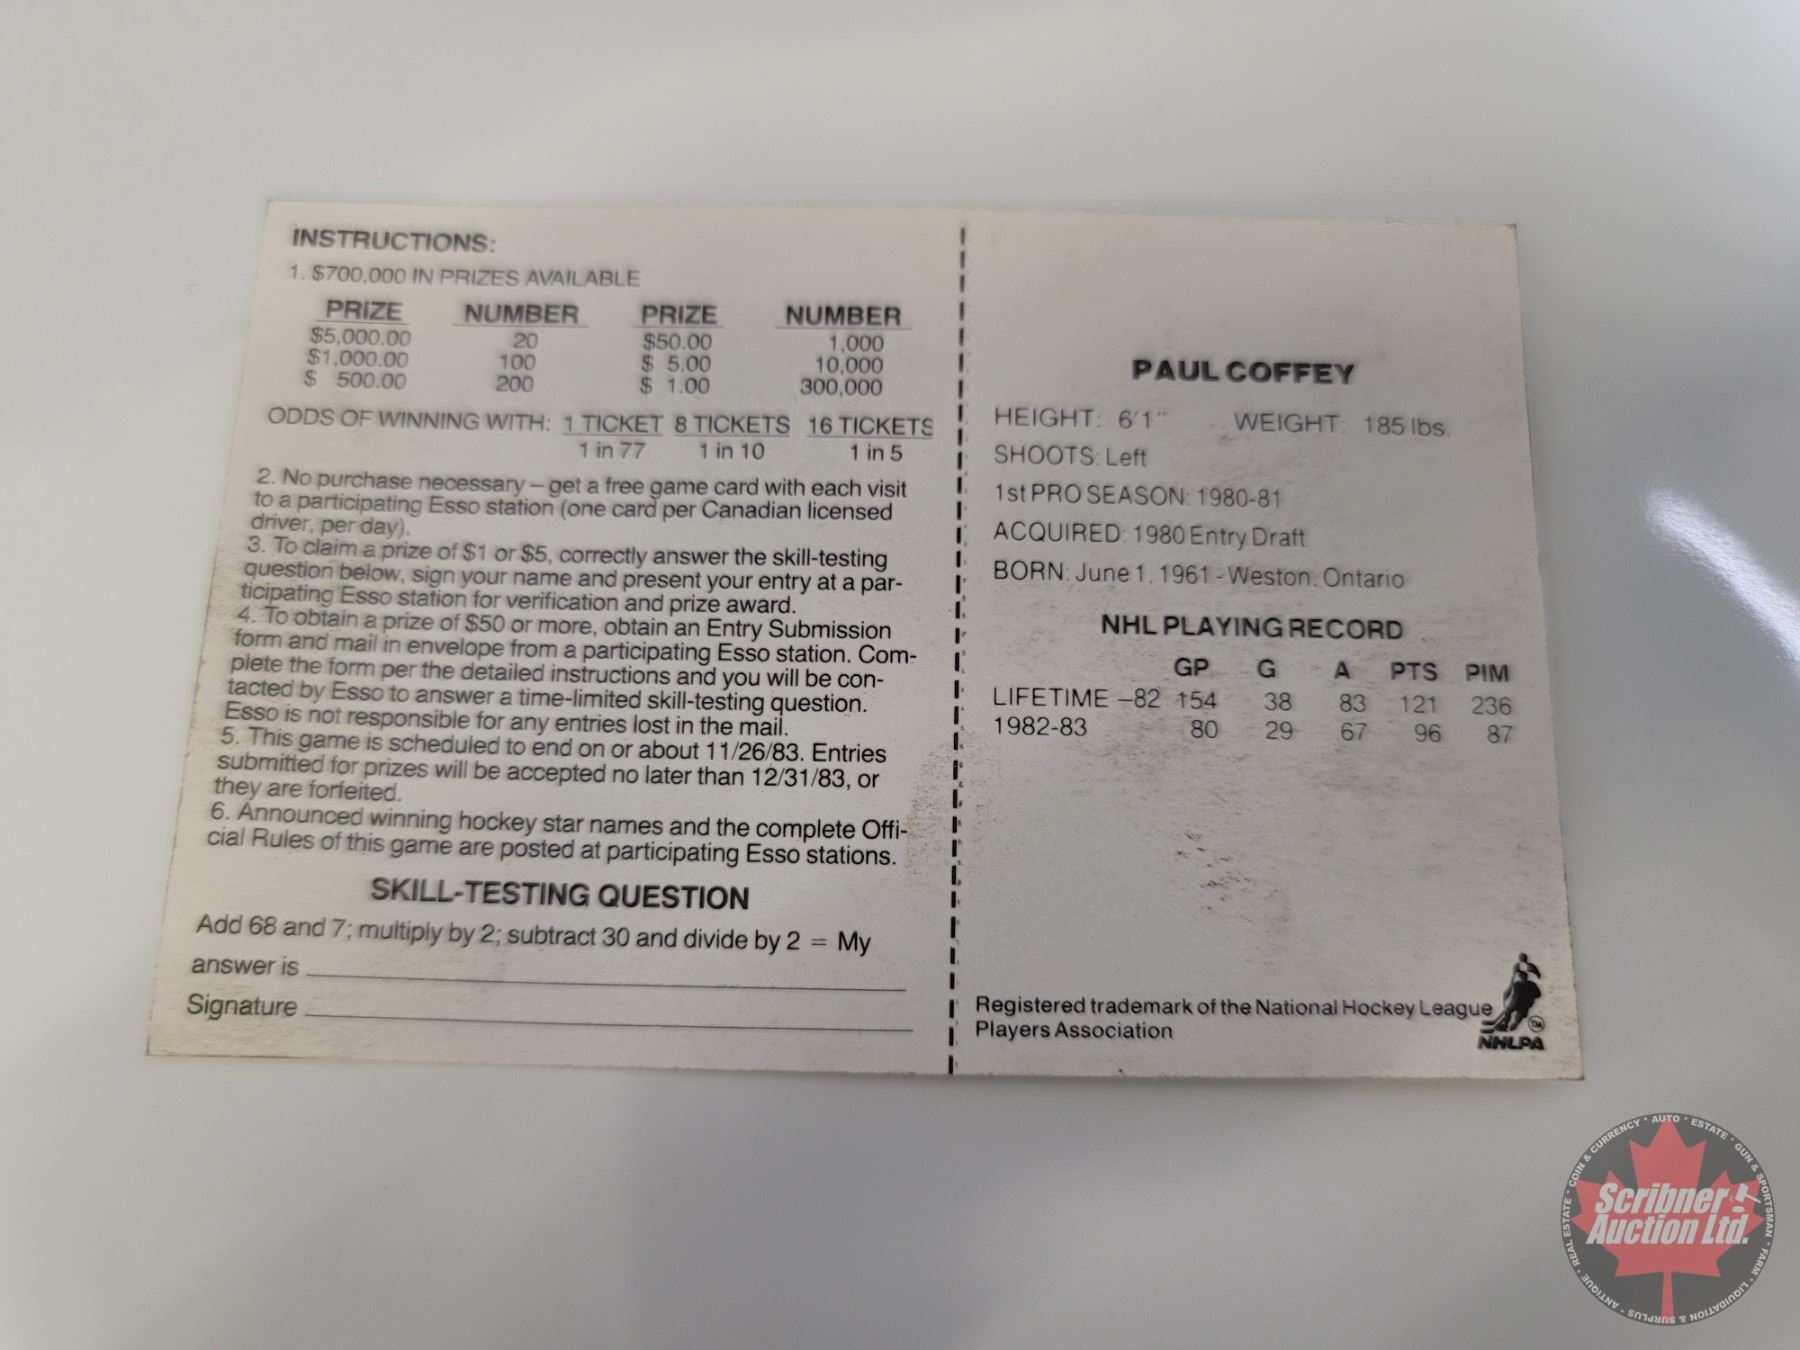 INSTRUCTIONS:
1. $700,000 IN PRIZES AVAILABLE
PRIZE NUMBER PRIZE NUMBER
$5,000.00 20 $50.00 1,000
$1,000.00 100 $ 5.00 10,000
$ 500.00 200 $ 1.00 300,000
ODDS OF WINNING WITH: 1 TICKET 8 TICKETS 16 TICKETS
1 in 77 1 in 10 1 in 5
2. No purchase necessary – get a free game card with each visit
to a participating Esso station (one card per Canadian licensed
driver, per day).
3. To claim a prize of $1 or $5, correctly answer the skill-testing
question below, sign your name and present your entry at a par-
ticipating Esso station for verification and prize award.
4. To obtain a prize of $50 or more, obtain an Entry Submission
form and mail in envelope from a participating Esso station. Com-
plete the form per the detailed instructions and you will be con-
tacted by Esso to answer a time-limited skill-testing question.
Esso is not responsible for any entries lost in the mail.
5. This game is scheduled to end on or about 11/26/83. Entries
submitted for prizes will be accepted no later than 12/31/83, or
they are forfeited.
6. Announced winning hockey star names and the complete Offi-
cial Rules of this game are posted at participating Esso stations.
SKILL-TESTING QUESTION
Add 68 and 7; multiply by 2; subtract 30 and divide by 2 = My
answer is
Signature
PAUL COFFEY
HEIGHT: 6'1" WEIGHT: 185 lbs.
SHOOTS: Left
1st PRO SEASON: 1980-81
ACQUIRED: 1980 Entry Draft
BORN: June 1, 1961 - Weston, Ontario
NHL PLAYING RECORD
GP G A PTS PIM
LIFETIME –82 154 38 83 121 236
1982-83 80 29 67 96 87
Registered trademark of the National Hockey League
Players Association
TM
NHLPA
COIN & CURRENCY • AUTO • ESTATE • GUN & SPORTSMAN • FARM • LIQUIDATION & SURPLUS • ANTIQUE • REAL ESTATE •
Scribner
Auction Ltd.